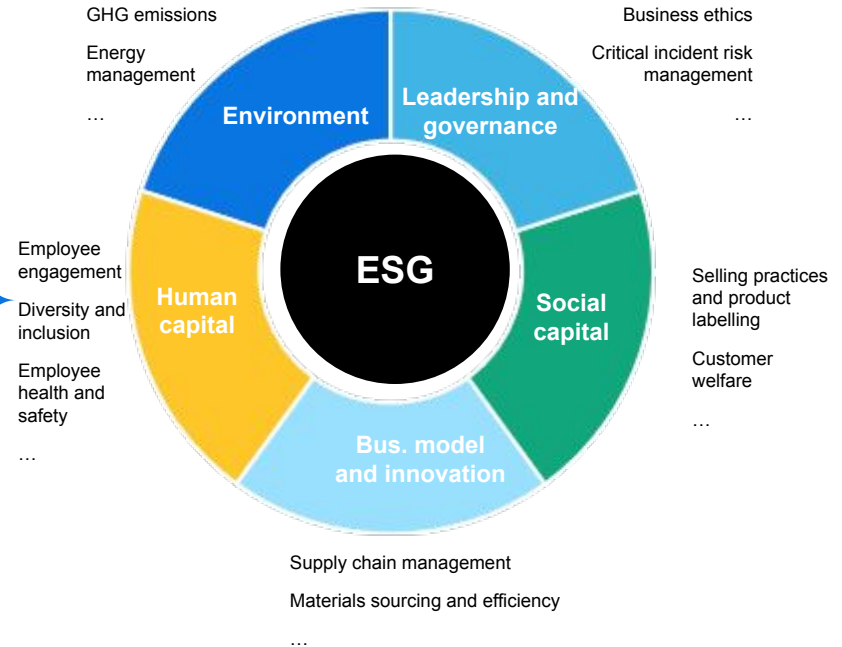 GHG emissions
Energy
management
…
Business ethics
Critical incident risk
management
…
Environment
Leadership and
governance
Employee
engagement
Diversity and
inclusion
Employee
health and
safety
…
Human
capital
ESG
Social
capital
Selling practices
and product
labelling
Customer
welfare
…
Bus. model
and innovation
Supply chain management
Materials sourcing and efficiency
…